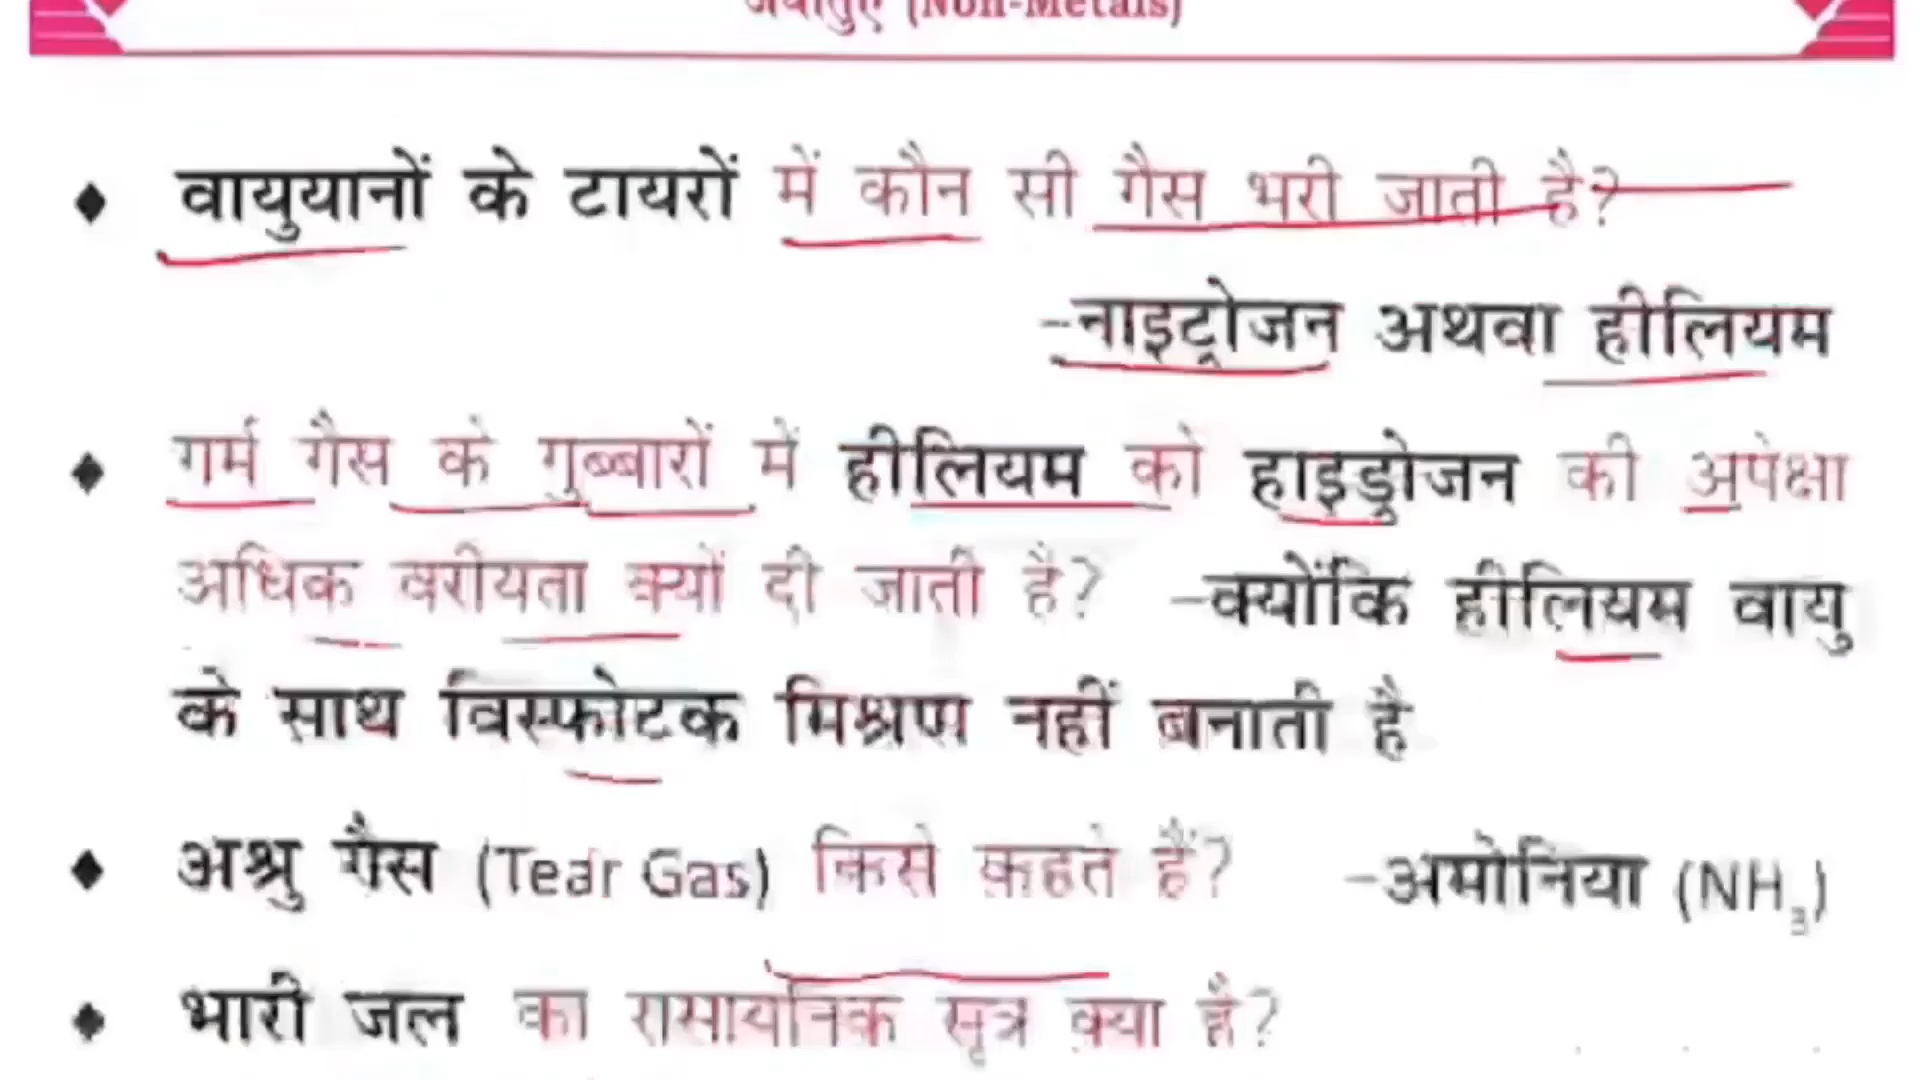 अधातुएँ (Non-Metals)
♦ वायुयानों के टायरों में कौन सी गैस भरी जाती है?
-नाइट्रोजन अथवा हीलियम
♦ गर्म गैस के गुब्बारों में हीलियम को हाइड्रोजन की अपेक्षा
अधिक वरीयता क्यों दी जाती है? -क्योंकि हीलियम वायु
के साथ विस्फोटक मिश्रण नहीं बनाती है
♦ अश्रु गैस (Tear Gas) किसे कहते हैं? -अमोनिया (NH₃)
♦ भारी जल का रासायनिक सूत्र क्या है?